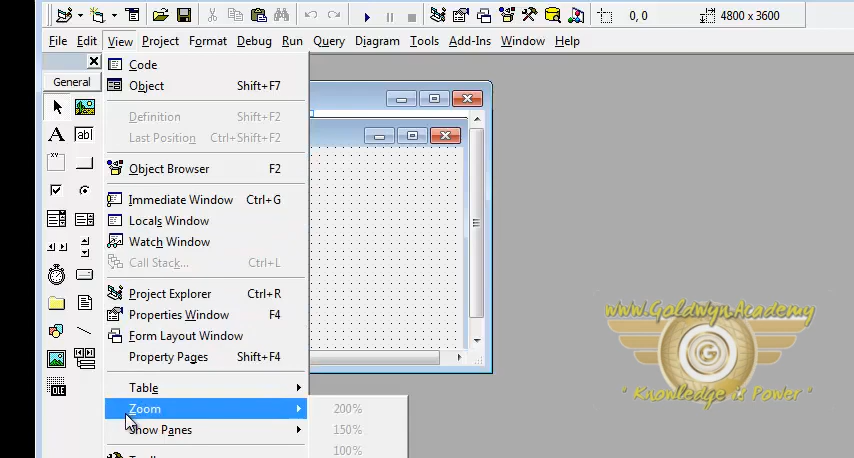 0, 0
4800 x 3600
File Edit View Project Format Debug Run Query Diagram Tools Add-Ins Window Help
General
Code
Object Shift+F7
Definition Shift+F2
Last Position Ctrl+Shift+F2
Object Browser F2
Immediate Window Ctrl+G
Locals Window
Watch Window
Call Stack... Ctrl+L
Project Explorer Ctrl+R
Properties Window F4
Form Layout Window
Property Pages Shift+F4
Table
Zoom
Show Panes
200%
150%
100%
A
abl
xy
OLE
www.GoldwynAcademy
G
" Knowledge is Power "